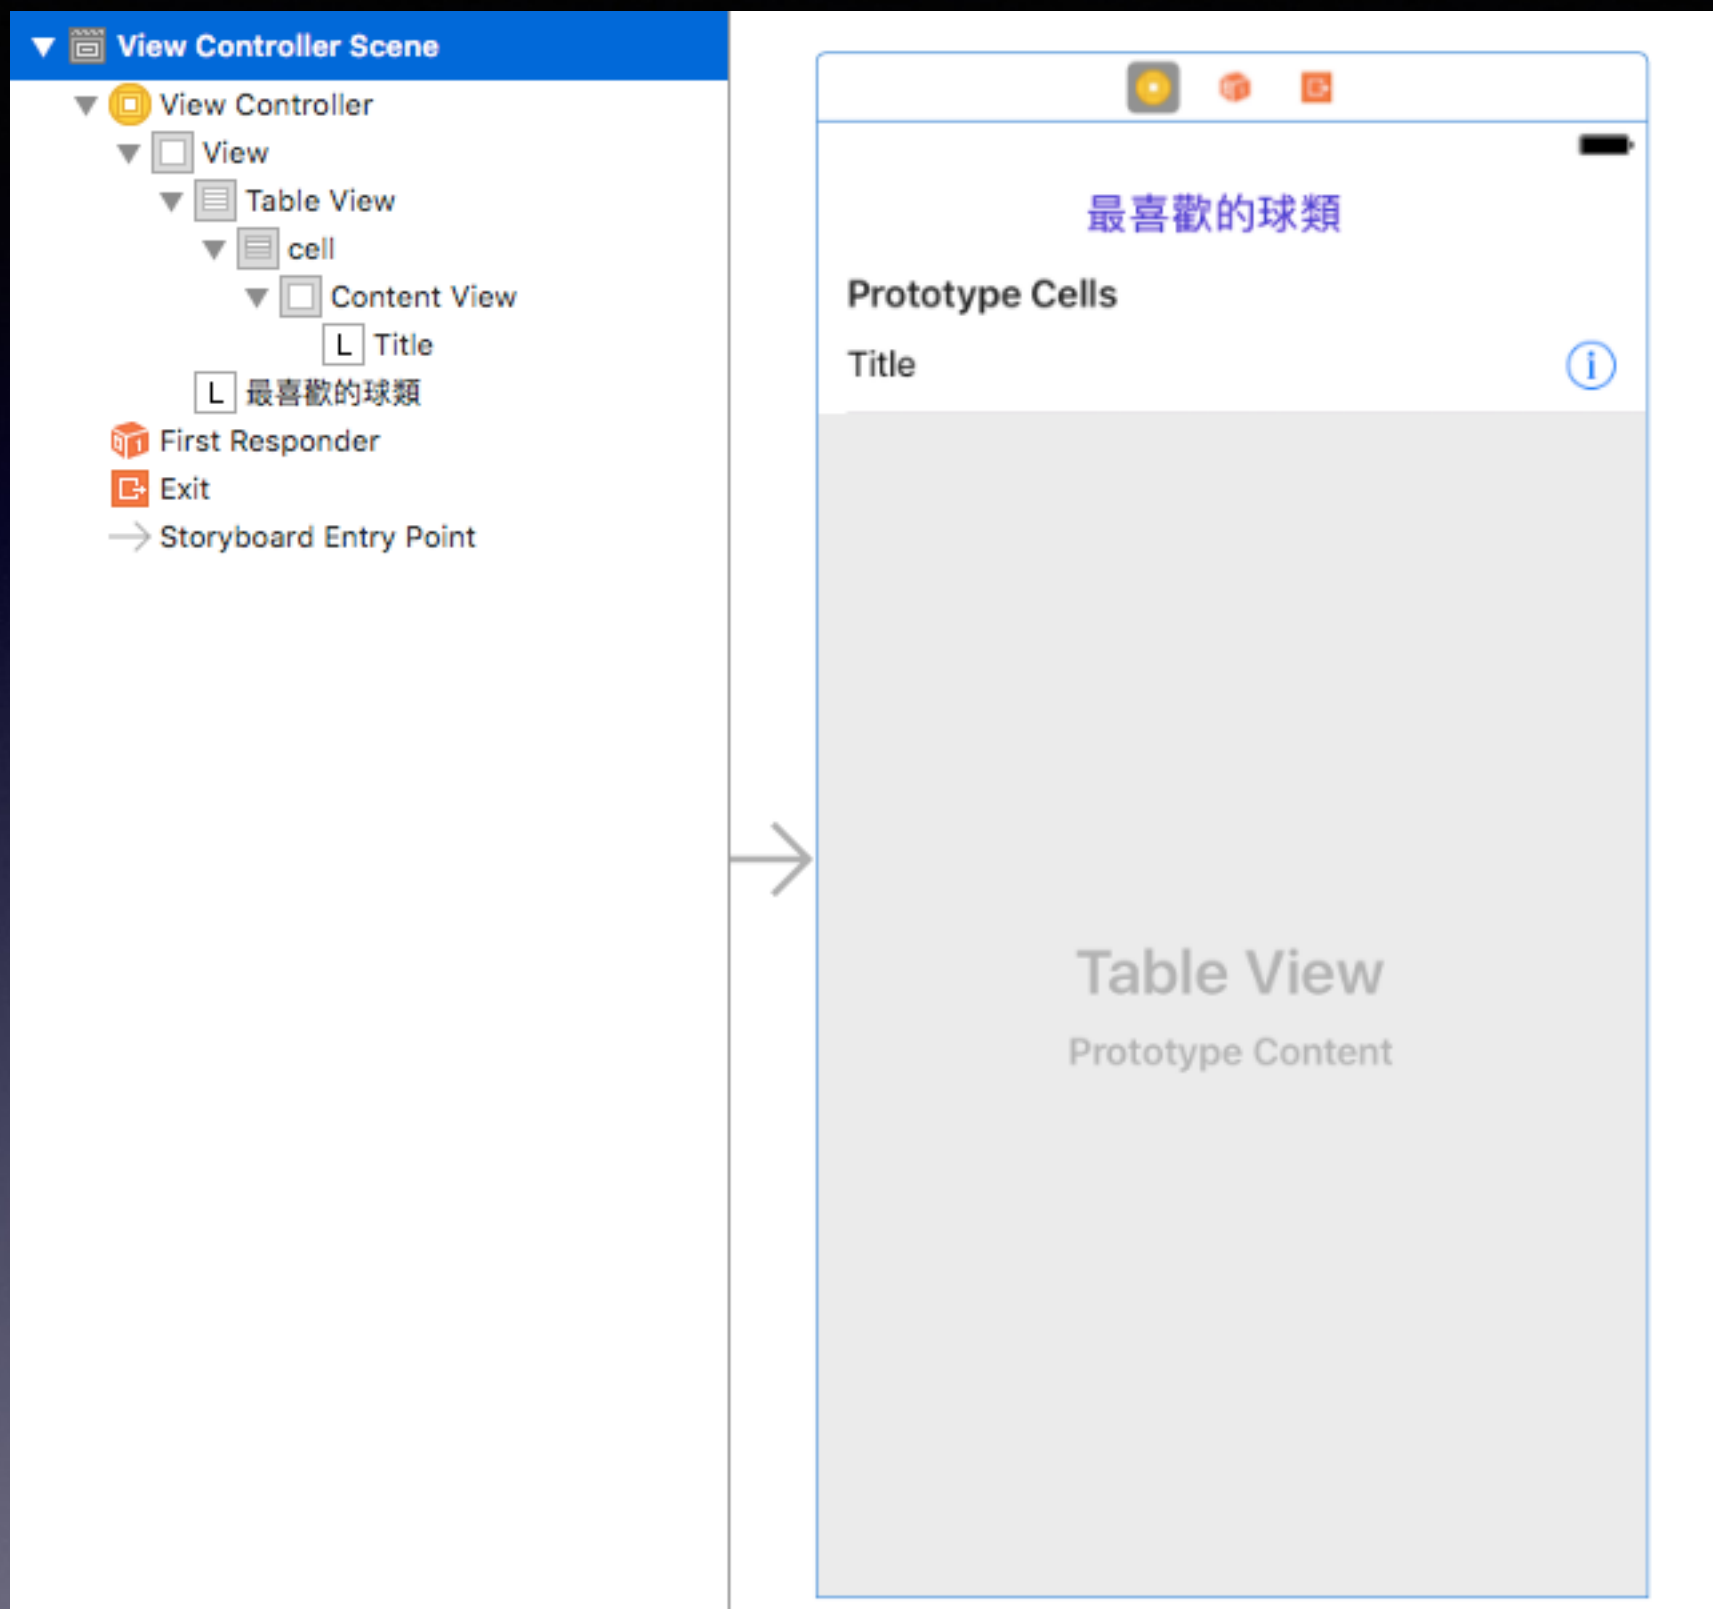 View Controller Scene
View Controller
View
Table View
cell
Content View
L Title
L 最喜歡的球類
First Responder
Exit
Storyboard Entry Point
最喜歡的球類
Prototype Cells
Title
Table View
Prototype Content